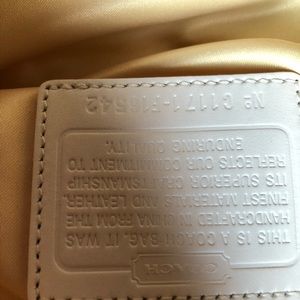 COACH
THIS IS A COACH BAG. IT WAS
HANDCRAFTED IN CHINA FROM THE
FINEST MATERIALS AND LEATHER.
ITS SUPERIOR CRAFTSMANSHIP
REFLECTS OUR COMMITMENT TO
ENDURING QUALITY.
Nº C1171-F16542